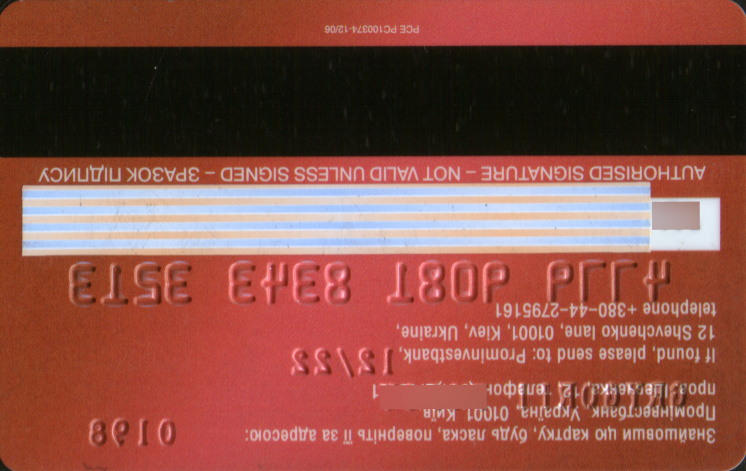 Знайшовши цю картку, будь ласка, поверніть її за адресою:
Промінвестбанк, Україна, 01001, Київ,
пров. Шевченка, 12, телефон
If found, please send to: Prominvestbank,
12 Shevchenko lane, 01001, Kiev, Ukraine,
telephone +380-44-2795161
AUTHORISED SIGNATURE – NOT VALID UNLESS SIGNED – ЗРАЗОК ПІДПИСУ
PCE PC100374-12/06